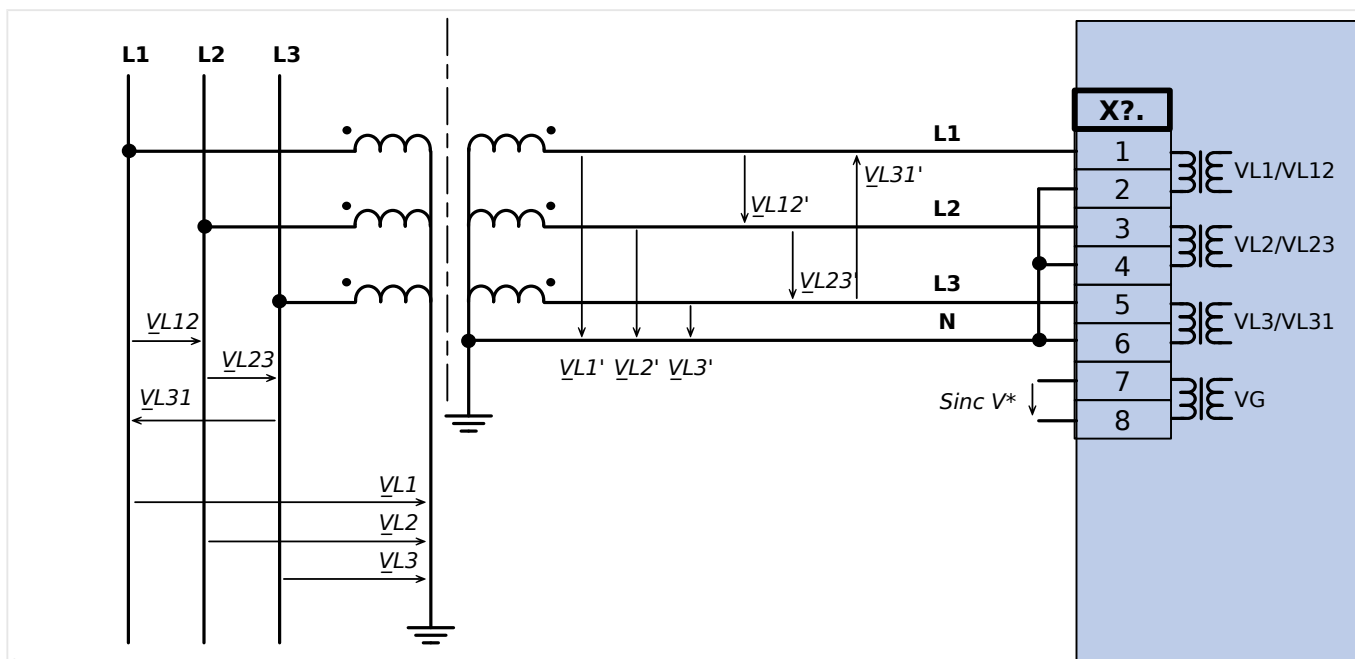 L1 L2 L3
X?.
L1
1
VL1/VL12
VL31'
2
VL12'
L2
3
VL2/VL23
4
VL23'
L3
5
VL3/VL31
VL12
N
6
VL23
VL1' VL2' VL3'
7
VL31
Sinc V*
VG
8
VL1
VL2
VL3